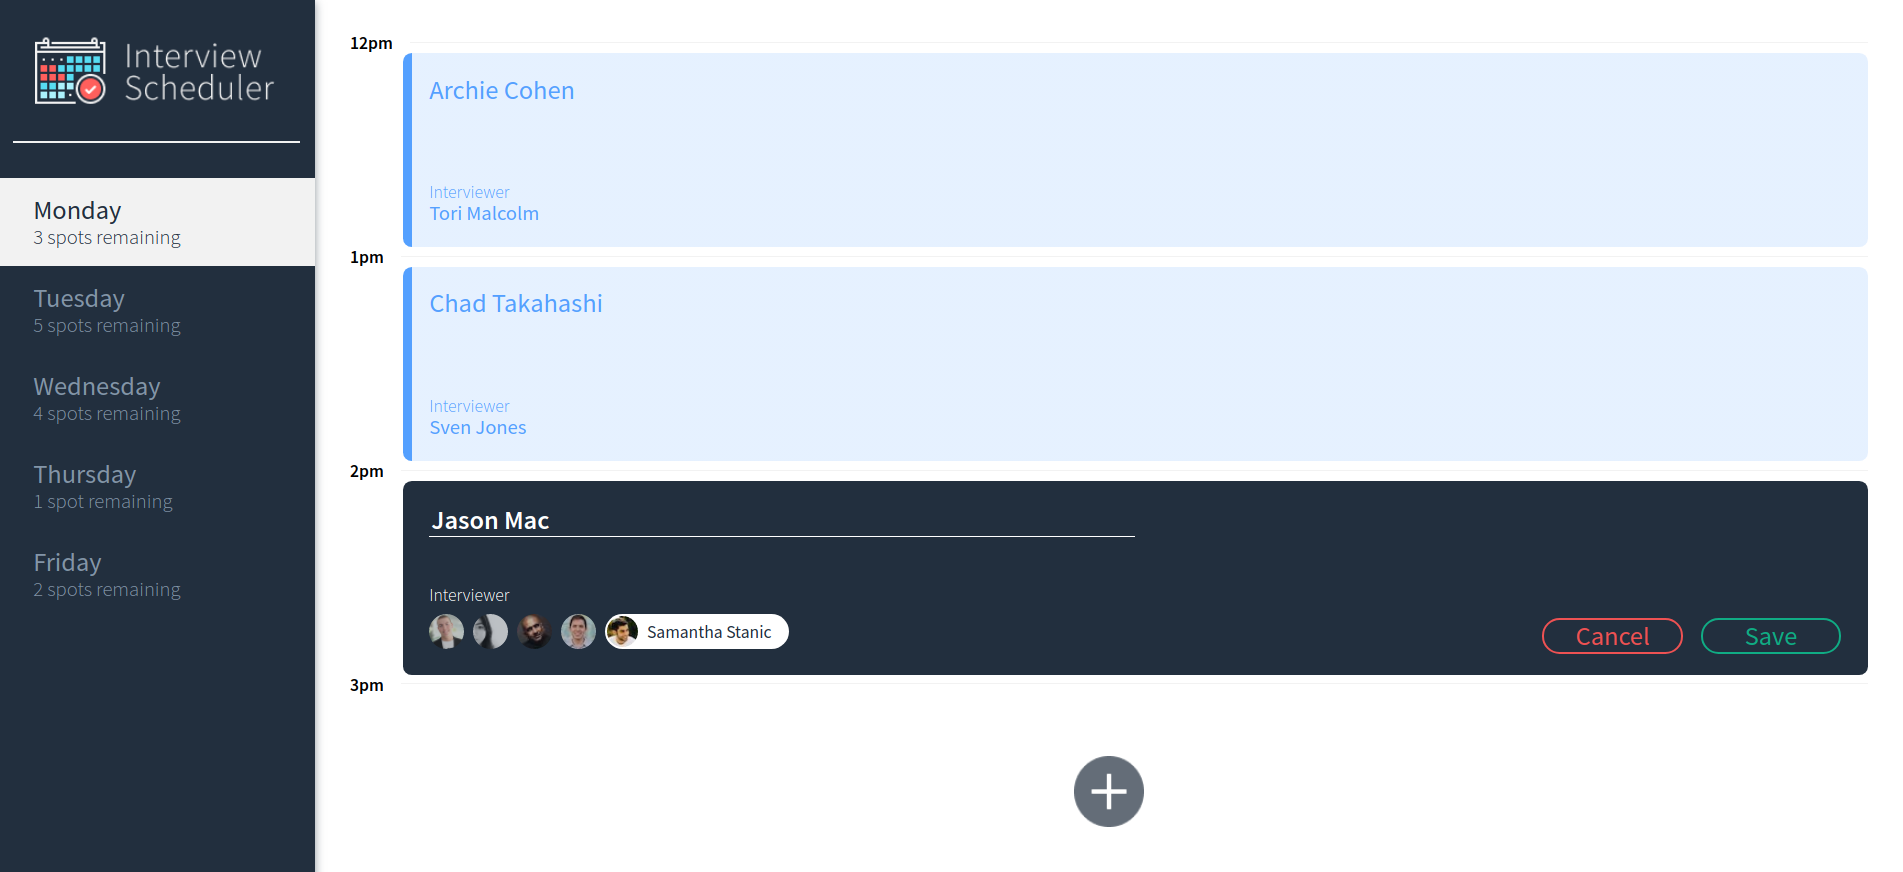 Interview
Scheduler
Monday
3 spots remaining
Tuesday
5 spots remaining
Wednesday
4 spots remaining
Thursday
1 spot remaining
Friday
2 spots remaining
12pm
Archie Cohen
Interviewer
Tori Malcolm
1pm
Chad Takahashi
Interviewer
Sven Jones
2pm
Jason Mac
Interviewer
Samantha Stanic
Cancel
Save
3pm